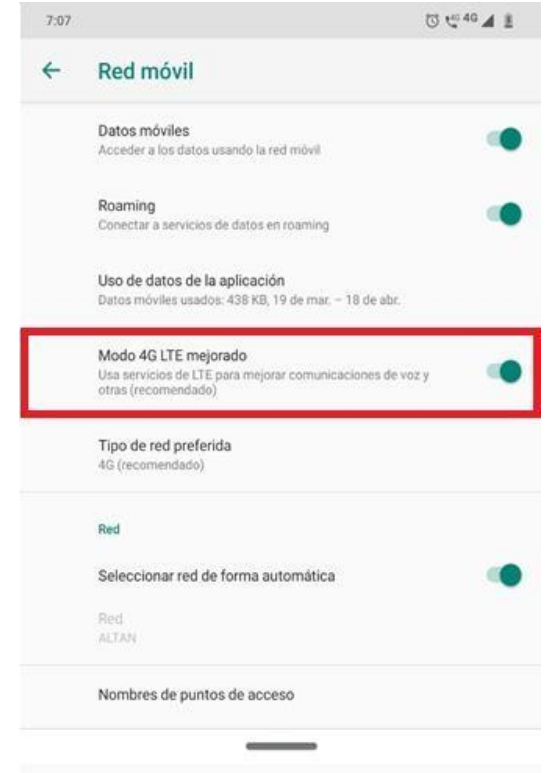 7:07
4G 4G
Red móvil
Datos móviles
Acceder a los datos usando la red móvil
Roaming
Conectar a servicios de datos en roaming
Uso de datos de la aplicación
Datos móviles usados: 438 KB, 19 de mar. – 18 de abr.
Modo 4G LTE mejorado
Usa servicios de LTE para mejorar comunicaciones de voz y
otras (recomendado)
Tipo de red preferida
4G (recomendado)
Red
Seleccionar red de forma automática
Red
ALTAN
Nombres de puntos de acceso